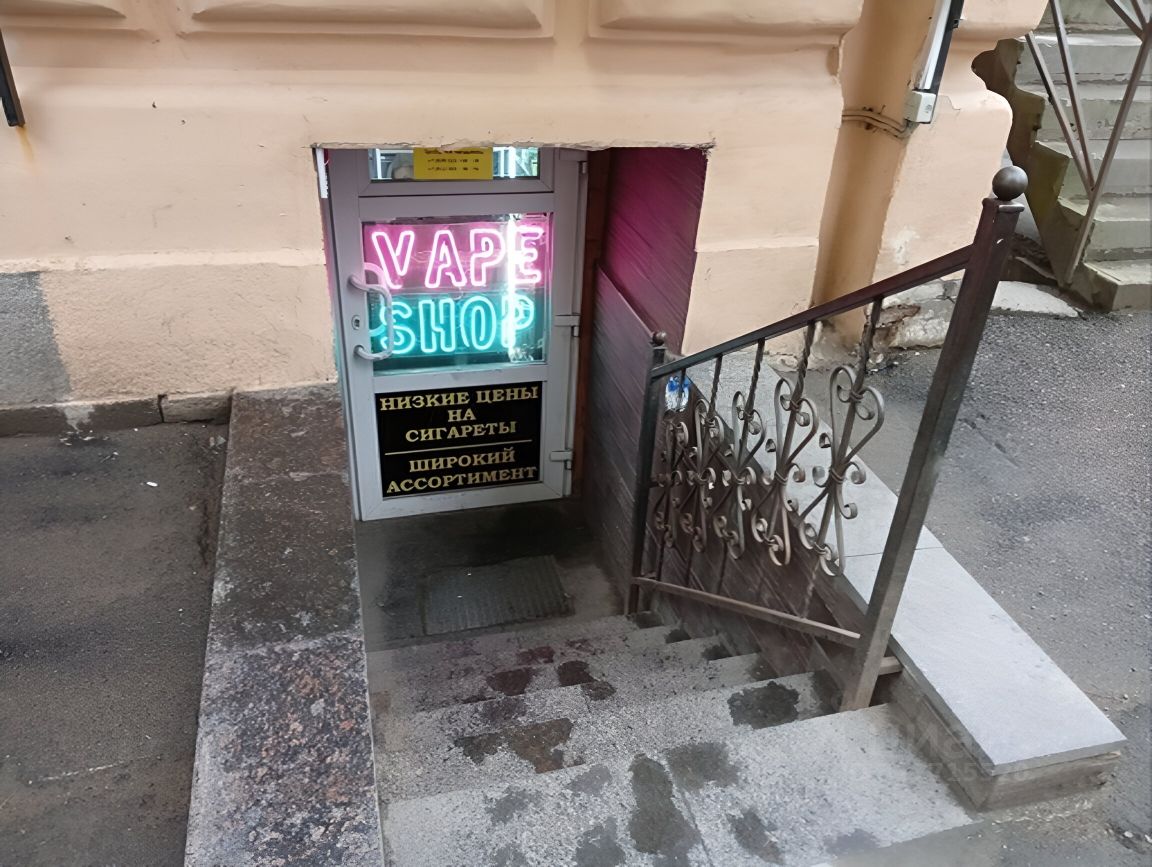 VAPE
SHOP
НИЗКИЕ ЦЕНЫ
НА
СИГАРЕТЫ
ШИРОКИЙ
АССОРТИМЕНТ